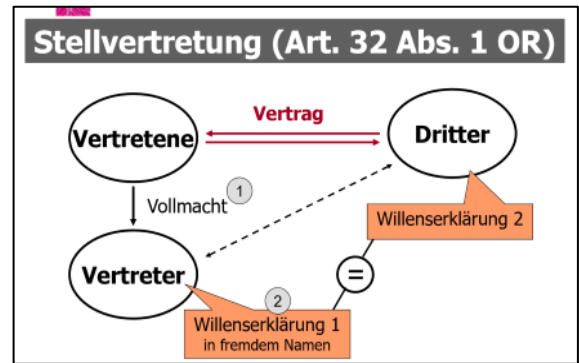 Stellvertretung (Art. 32 Abs. 1 OR)
Vertrag
Vertretene
Dritter
1
Vollmacht
Willenserklärung 2
Vertreter
=
2
Willenserklärung 1
in fremdem Namen